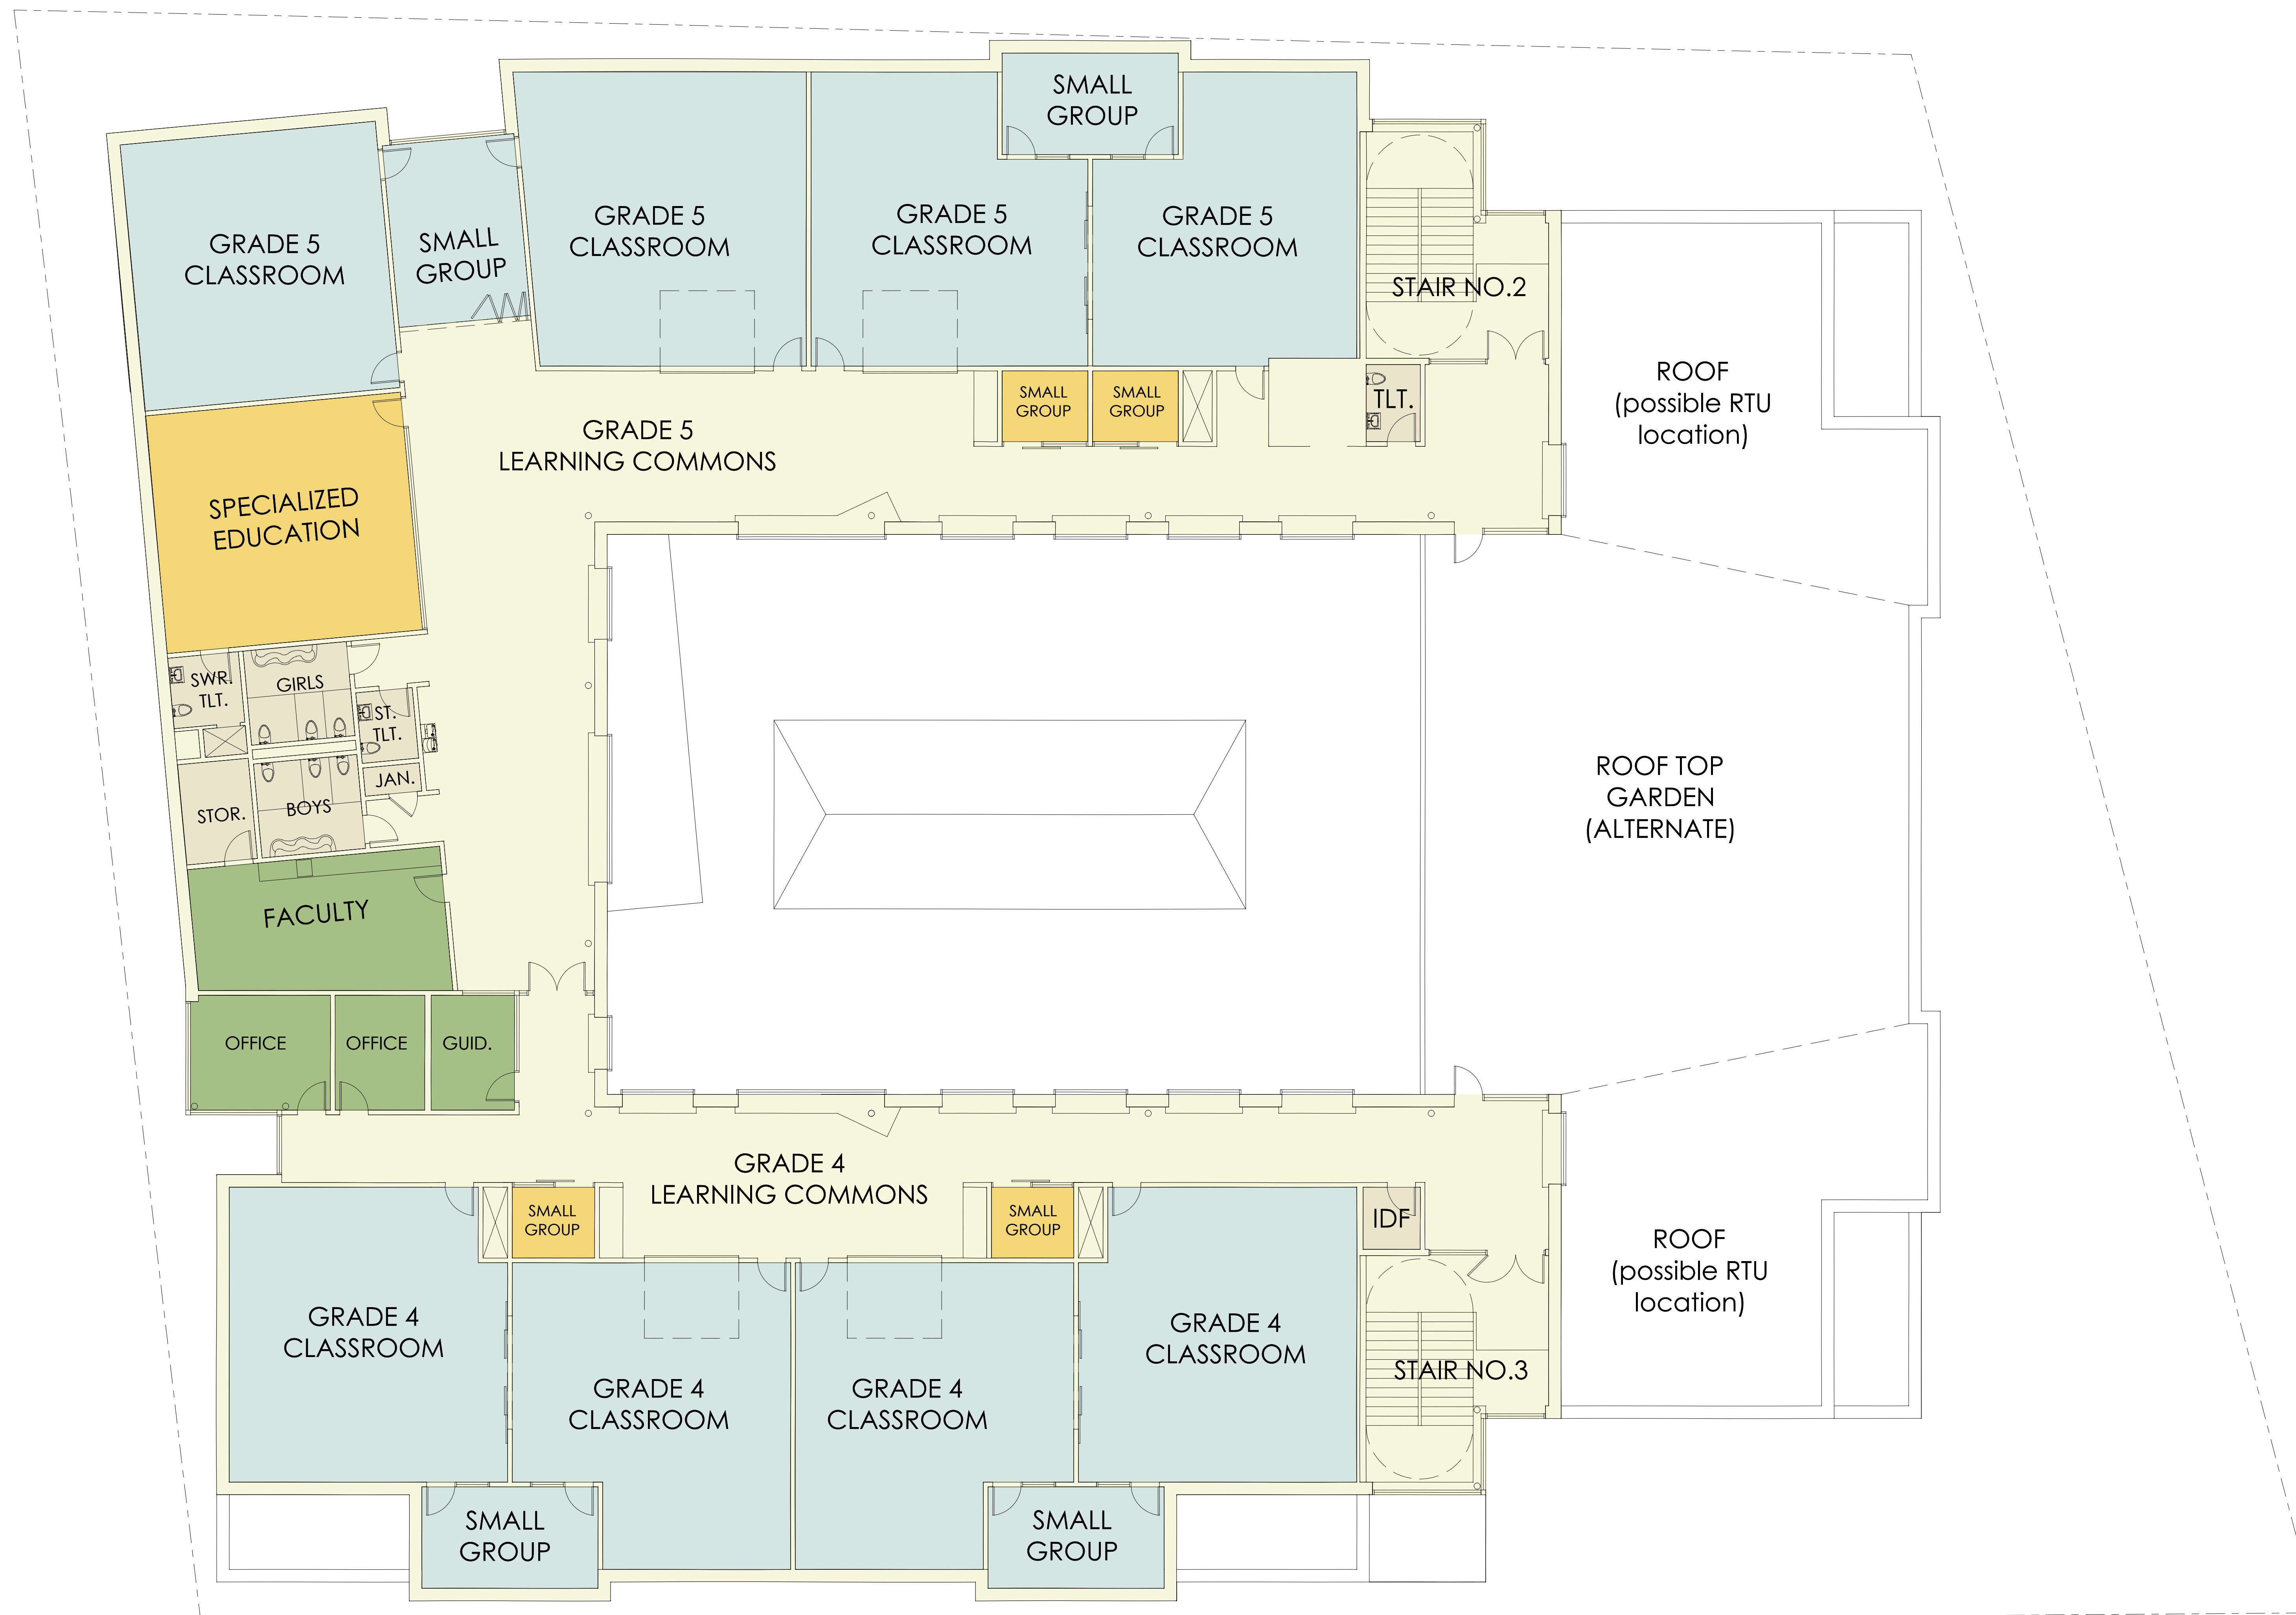 SMALL
GROUP
GRADE 5
CLASSROOM
SMALL
GROUP
GRADE 5
CLASSROOM
GRADE 5
CLASSROOM
GRADE 5
CLASSROOM
STAIR NO.2
SMALL
GROUP
SMALL
GROUP
TLT.
ROOF
(possible RTU
location)
GRADE 5
LEARNING COMMONS
SPECIALIZED
EDUCATION
SWR.
TLT.
GIRLS
ST.
TLT.
JAN.
STOR.
BOYS
ROOF TOP
GARDEN
(ALTERNATE)
FACULTY
OFFICE
OFFICE
GUID.
GRADE 4
LEARNING COMMONS
SMALL
GROUP
SMALL
GROUP
IDF
ROOF
(possible RTU
location)
GRADE 4
CLASSROOM
GRADE 4
CLASSROOM
GRADE 4
CLASSROOM
GRADE 4
CLASSROOM
STAIR NO.3
SMALL
GROUP
SMALL
GROUP